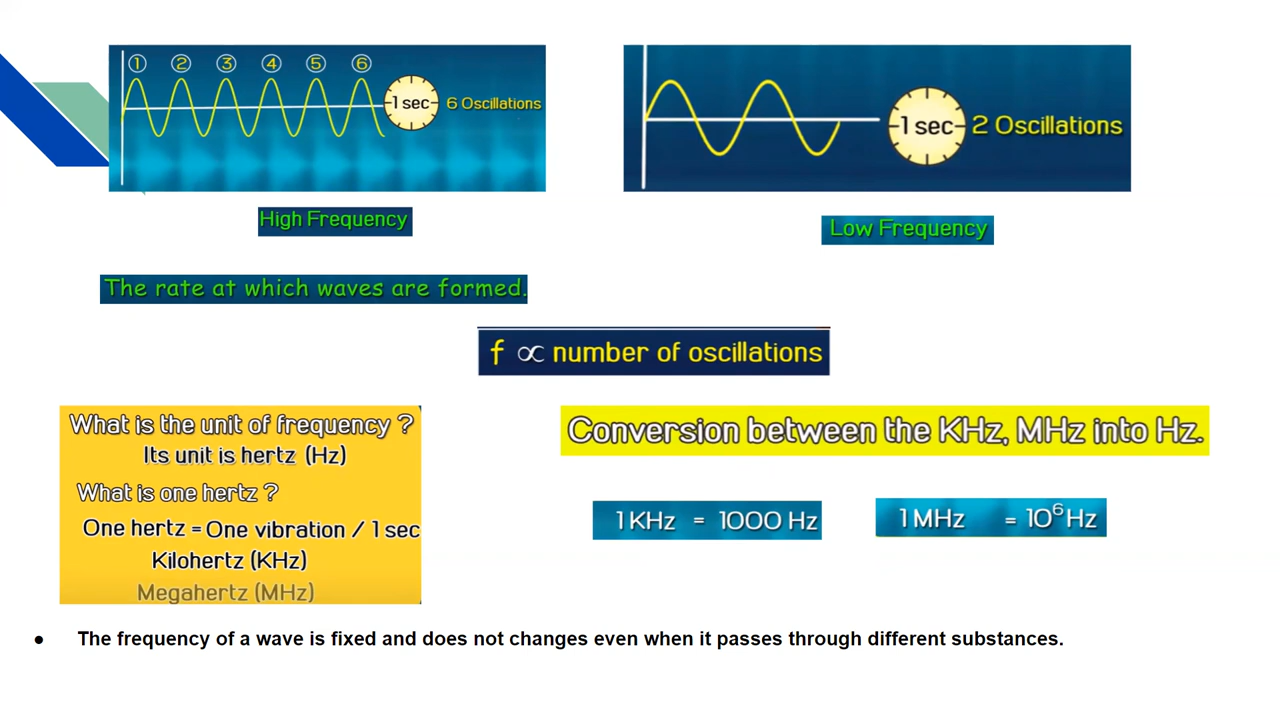 ① ② ③ ④ ⑤ ⑥
1 sec
6 Oscillations
1 sec
2 Oscillations
High Frequency
Low Frequency
The rate at which waves are formed.
f ∝ number of oscillations
What is the unit of frequency ?
Its unit is hertz (Hz)
What is one hertz ?
One hertz = One vibration / 1 sec
Kilohertz (KHz)
Megahertz (MHz)
Conversion between the KHz, MHz into Hz.
1 KHz = 1000 Hz
1 MHz = 10⁶ Hz
● The frequency of a wave is fixed and does not changes even when it passes through different substances.